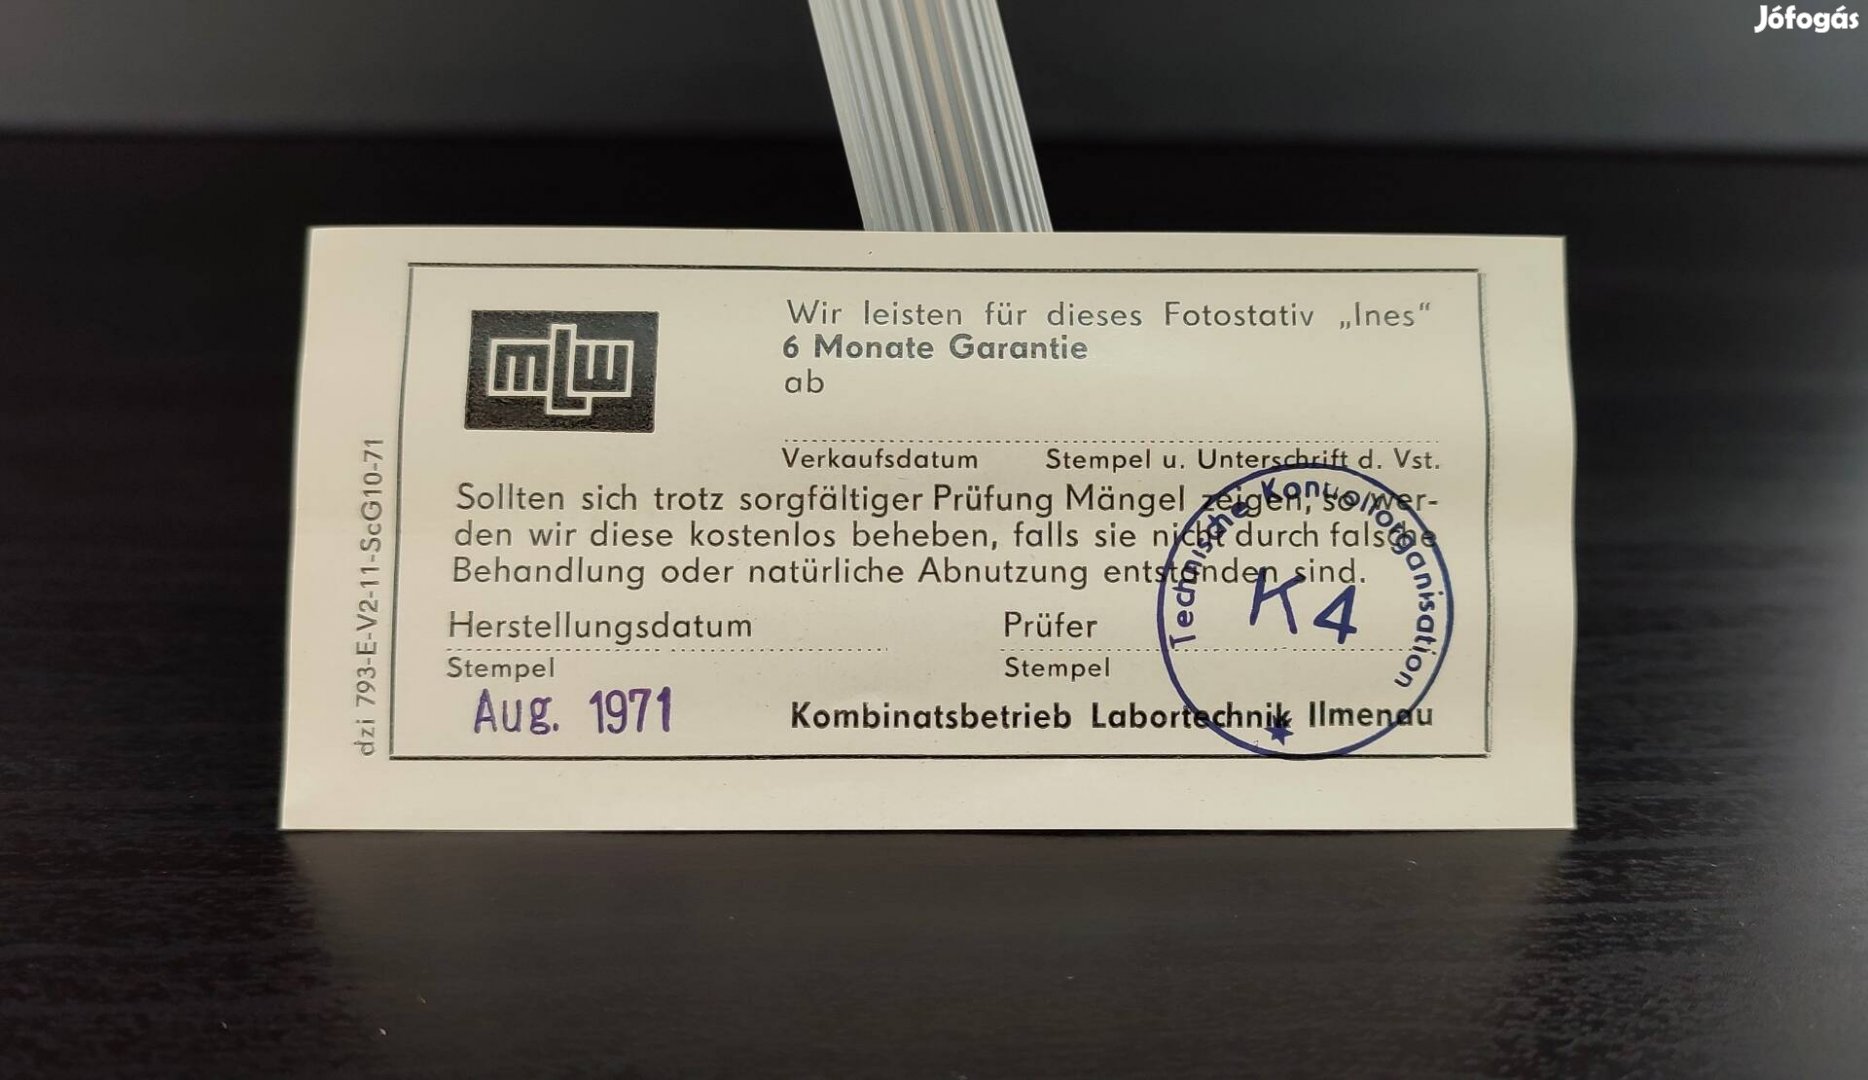 Jófogás
mlw
Wir leisten für dieses Fotostativ „Ines“
6 Monate Garantie
ab
Verkaufsdatum Stempel u. Unterschrift d. Vst.
Sollten sich trotz sorgfältiger Prüfung Mängel zeigen, so wer-
den wir diese kostenlos beheben, falls sie nicht durch falsche
Behandlung oder natürliche Abnutzung entstanden sind.
Herstellungsdatum Prüfer
Stempel Stempel
Aug. 1971
Kombinatsbetrieb Labortechnik Ilmenau
Technische Kontrollorganisation
K4
dzi 793-E-V2-11-ScG10-71